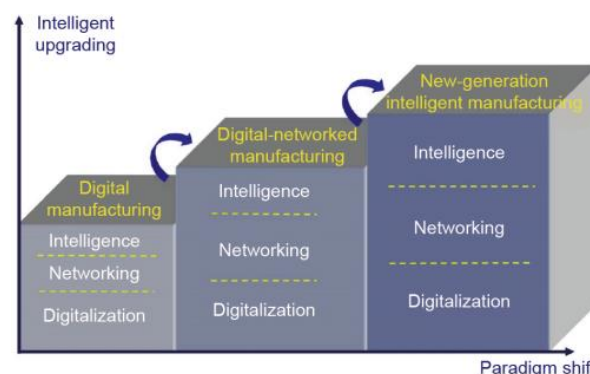 Intelligent
upgrading
New-generation
intelligent manufacturing
Digital-networked
manufacturing
Digital
manufacturing
Intelligence
Networking
Digitalization
Intelligence
Networking
Digitalization
Intelligence
Networking
Digitalization
Paradigm shift